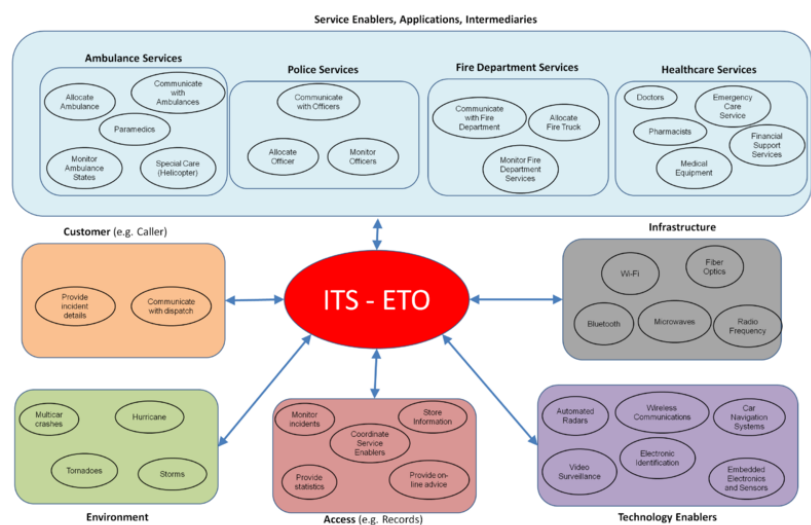 Service Enablers, Applications, Intermediaries
Ambulance Services
Allocate
Ambulance
Communicate
with
Ambulances
Paramedics
Monitor
Ambulance
States
Special Care
(Helicopter)
Police Services
Communicate
with Officers
Allocate
Officer
Monitor
Officers
Fire Department Services
Communicate
with Fire
Department
Allocate
Fire Truck
Monitor Fire
Department
Services
Healthcare Services
Doctors
Emergency
Care
Service
Pharmacists
Financial
Support
Services
Medical
Equipment
Customer (e.g. Caller)
Provide
incident
details
Communicate
with dispatch
ITS - ETO
Infrastructure
Wi-Fi
Fiber
Optics
Bluetooth
Microwaves
Radio
Frequency
Multicar
crashes
Hurricane
Tornadoes
Storms
Environment
Monitor
incidents
Store
Information
Coordinate
Service
Enablers
Provide
statistics
Provide on-
line advice
Access (e.g. Records)
Automated
Radars
Wireless
Communications
Car
Navigation
Systems
Video
Surveillance
Electronic
Identification
Embedded
Electronics
and Sensors
Technology Enablers